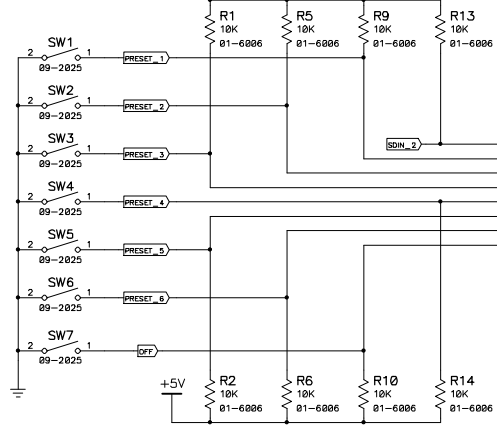 R1
10K
01-6006
R5
10K
01-6006
R9
10K
01-6006
R13
10K
01-6006
SW1
2
1
09-2025
PRESET_1
SW2
2
1
09-2025
PRESET_2
SW3
2
1
09-2025
PRESET_3
SDIN_2
SW4
2
1
09-2025
PRESET_4
SW5
2
1
09-2025
PRESET_5
SW6
2
1
09-2025
PRESET_6
SW7
2
1
09-2025
OFF
+5V
R2
10K
01-6006
R6
10K
01-6006
R10
10K
01-6006
R14
10K
01-6006